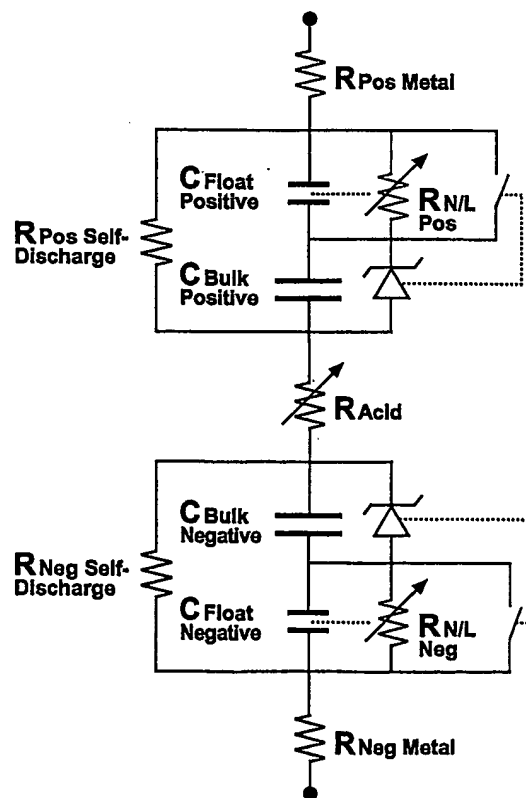 R Pos Metal
C Float
Positive
R N/L
Pos
R Pos Self-
Discharge
C Bulk
Positive
R Acid
C Bulk
Negative
R Neg Self-
Discharge
C Float
Negative
R N/L
Neg
R Neg Metal